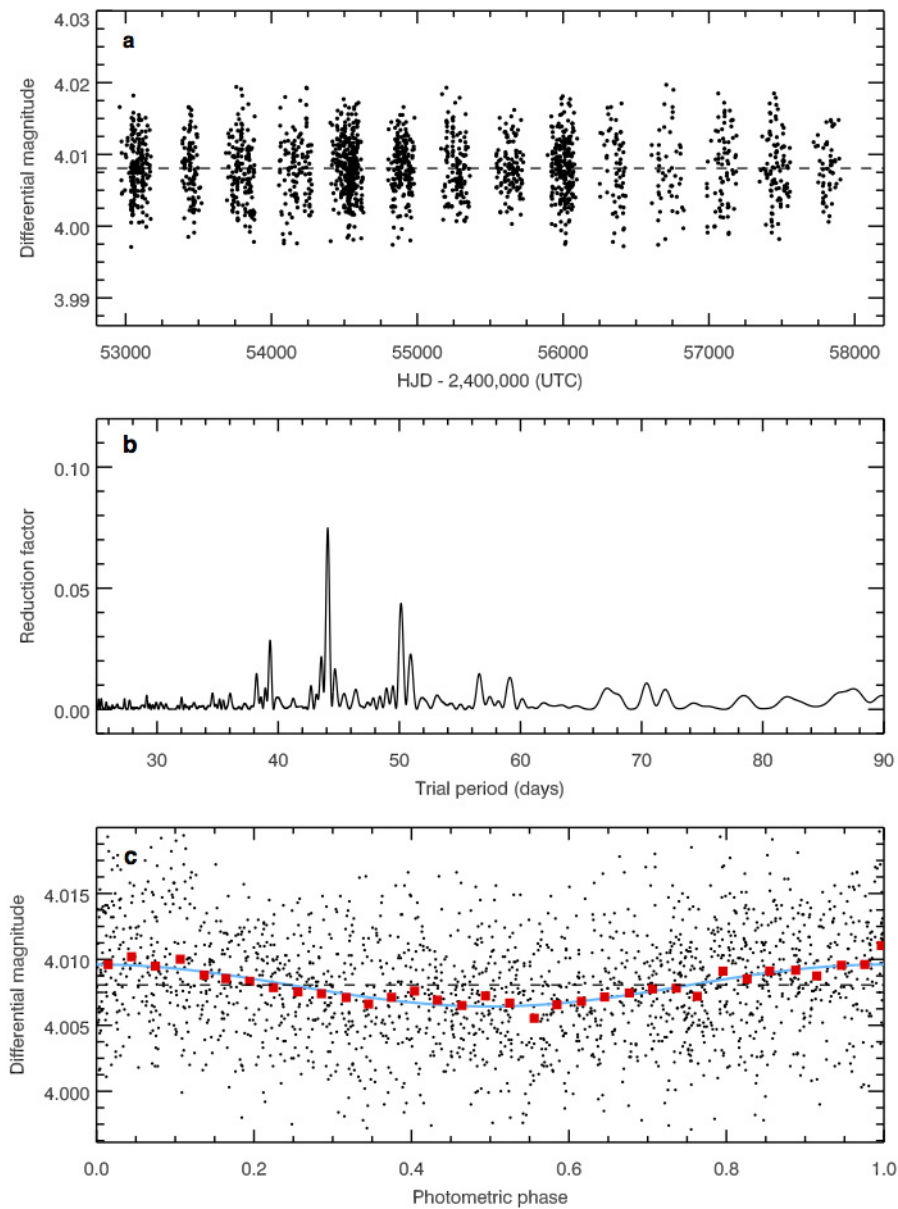 a
4.03
4.02
4.01
4.00
3.99
Differential magnitude
53000 54000 55000 56000 57000 58000
HJD - 2,400,000 (UTC)
b
0.10
0.05
0.00
Reduction factor
30 40 50 60 70 80 90
Trial period (days)
c
4.015
4.010
4.005
4.000
Differential magnitude
0.0 0.2 0.4 0.6 0.8 1.0
Photometric phase